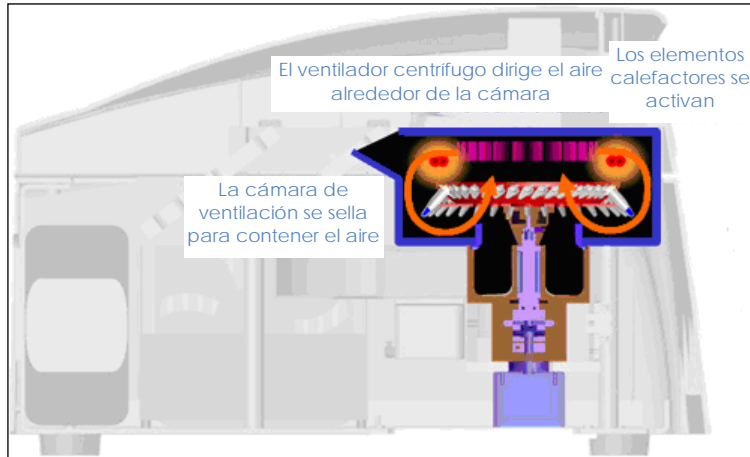 El ventilador centrífugo dirige el aire
alrededor de la cámara
Los elementos
calefactores se
activan
La cámara de
ventilación se sella
para contener el aire